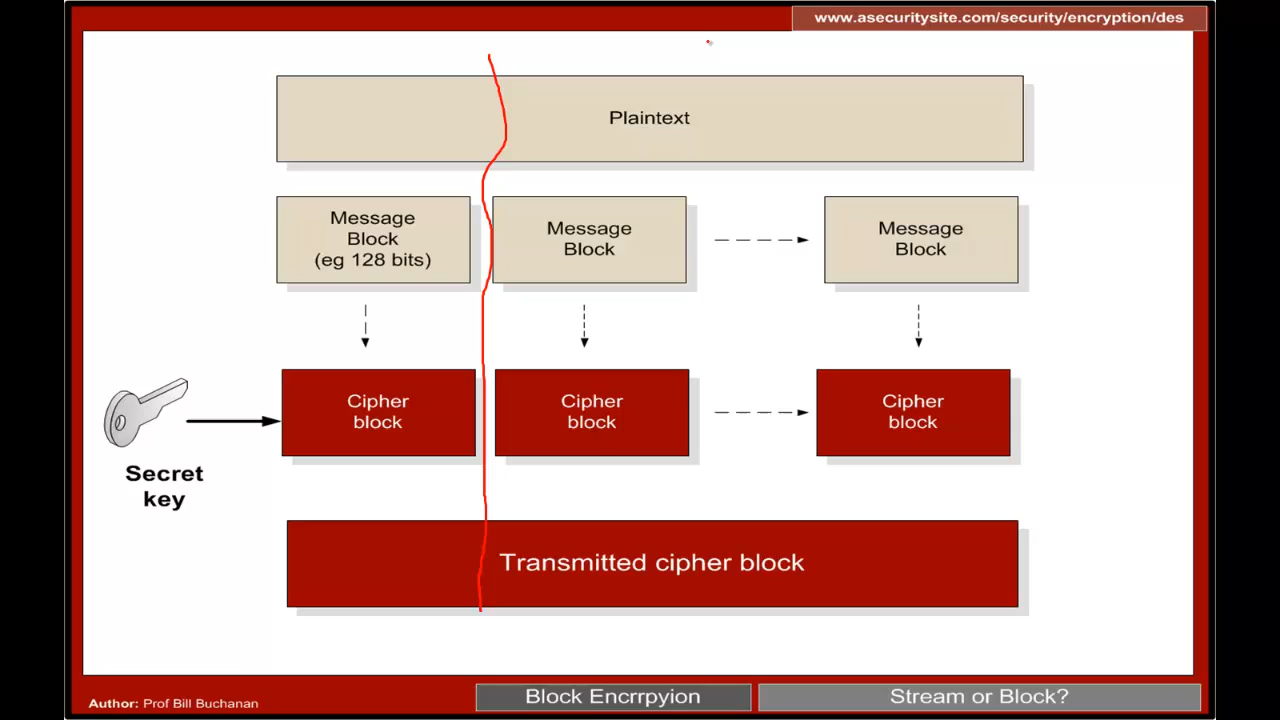 www.asecuritysite.com/security/encryption/des
Plaintext
Message
Block
(eg 128 bits)
Message
Block
Message
Block
Cipher
block
Cipher
block
Cipher
block
Secret
key
Transmitted cipher block
Author: Prof Bill Buchanan
Block Encrrpyion
Stream or Block?